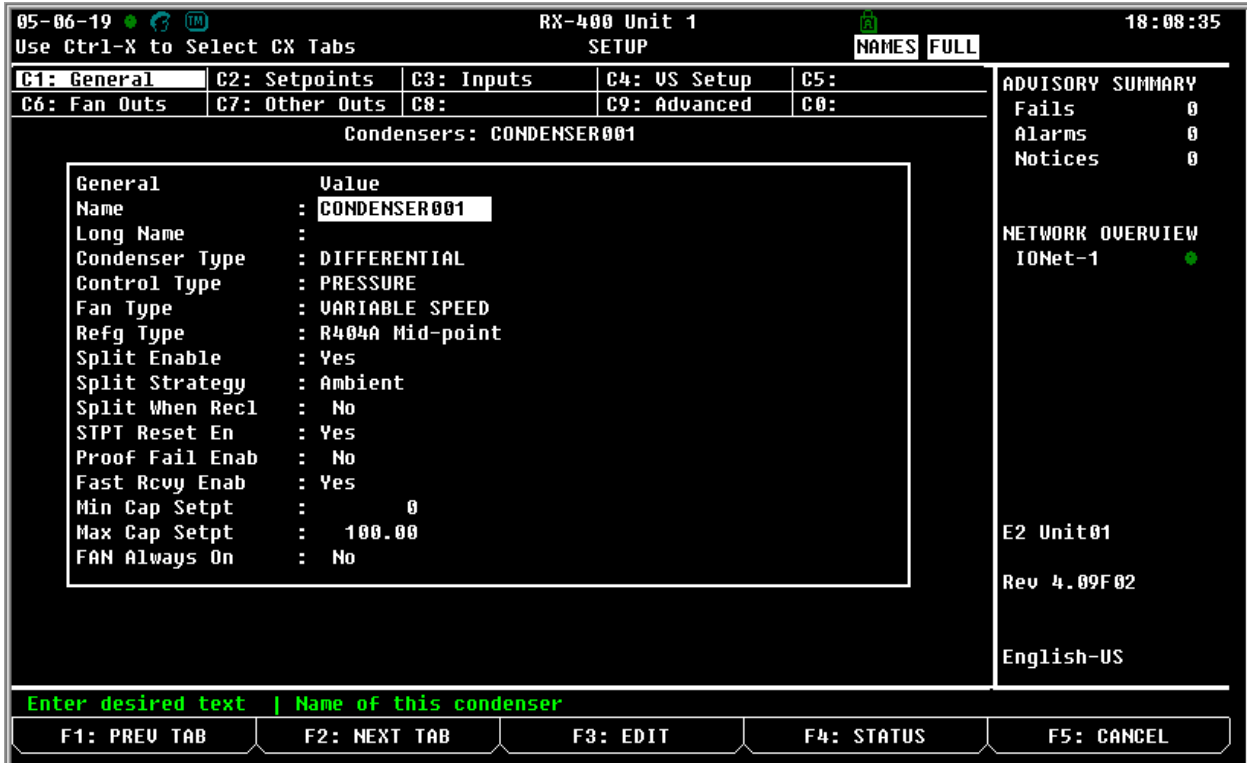 05-06-19 TM RX-400 Unit 1 A 18:08:35
Use Ctrl-X to Select CX Tabs SETUP NAMES FULL
C1: General C2: Setpoints C3: Inputs C4: VS Setup C5:
C6: Fan Outs C7: Other Outs C8: C9: Advanced C0:
Condensers: CONDENSER001
General Value
Name : CONDENSER001
Long Name :
Condenser Type : DIFFERENTIAL
Control Type : PRESSURE
Fan Type : VARIABLE SPEED
Refg Type : R404A Mid-point
Split Enable : Yes
Split Strategy : Ambient
Split When Recl : No
STPT Reset En : Yes
Proof Fail Enab : No
Fast Rcvy Enab : Yes
Min Cap Setpt : 0
Max Cap Setpt : 100.00
FAN Always On : No
ADVISORY SUMMARY
Fails 0
Alarms 0
Notices 0
NETWORK OVERVIEW
IONet-1
E2 Unit01
Rev 4.09F02
English-US
Enter desired text | Name of this condenser
F1: PREV TAB F2: NEXT TAB F3: EDIT F4: STATUS F5: CANCEL